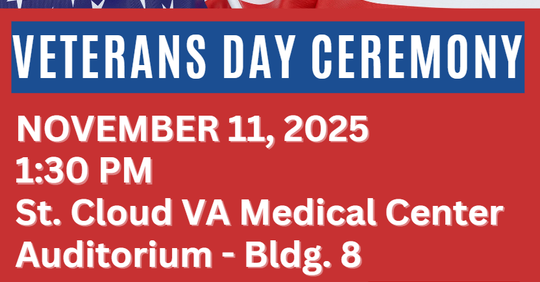 VETERANS DAY CEREMONY
NOVEMBER 11, 2025
1:30 PM
St. Cloud VA Medical Center
Auditorium - Bldg. 8